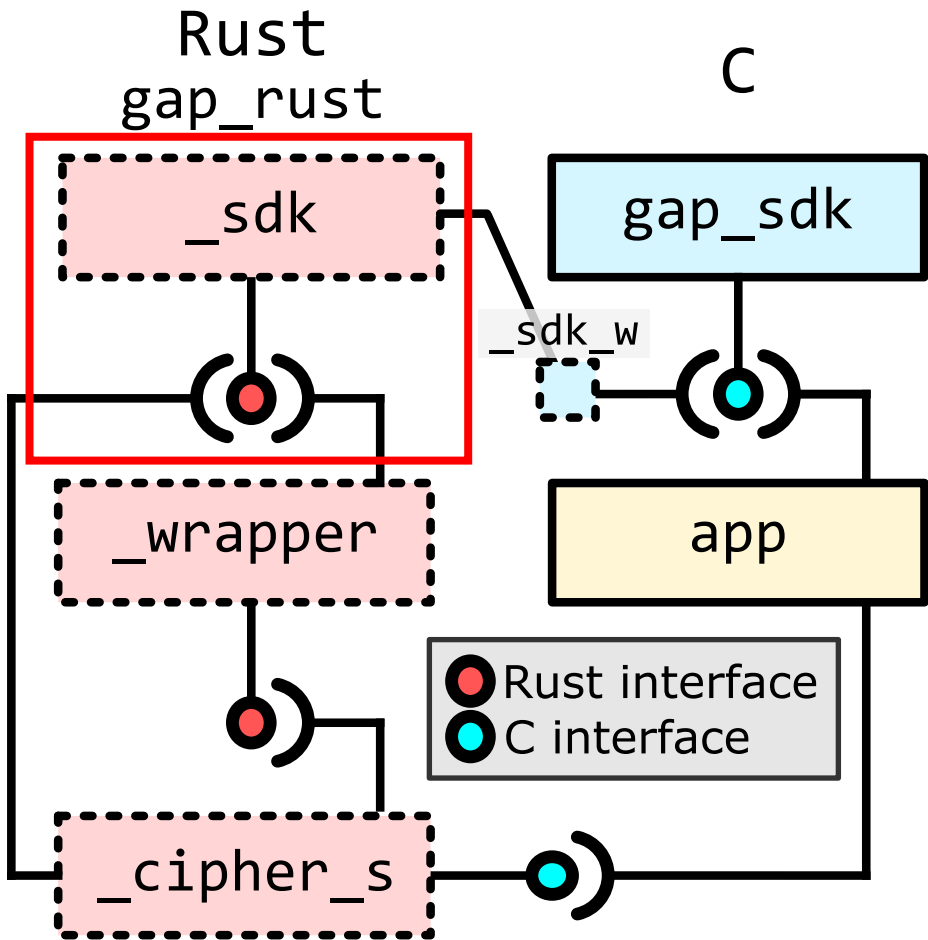 Rust
gap_rust
C
_sdk
gap_sdk
_sdk_w
_wrapper
app
Rust interface
C interface
_cipher_s